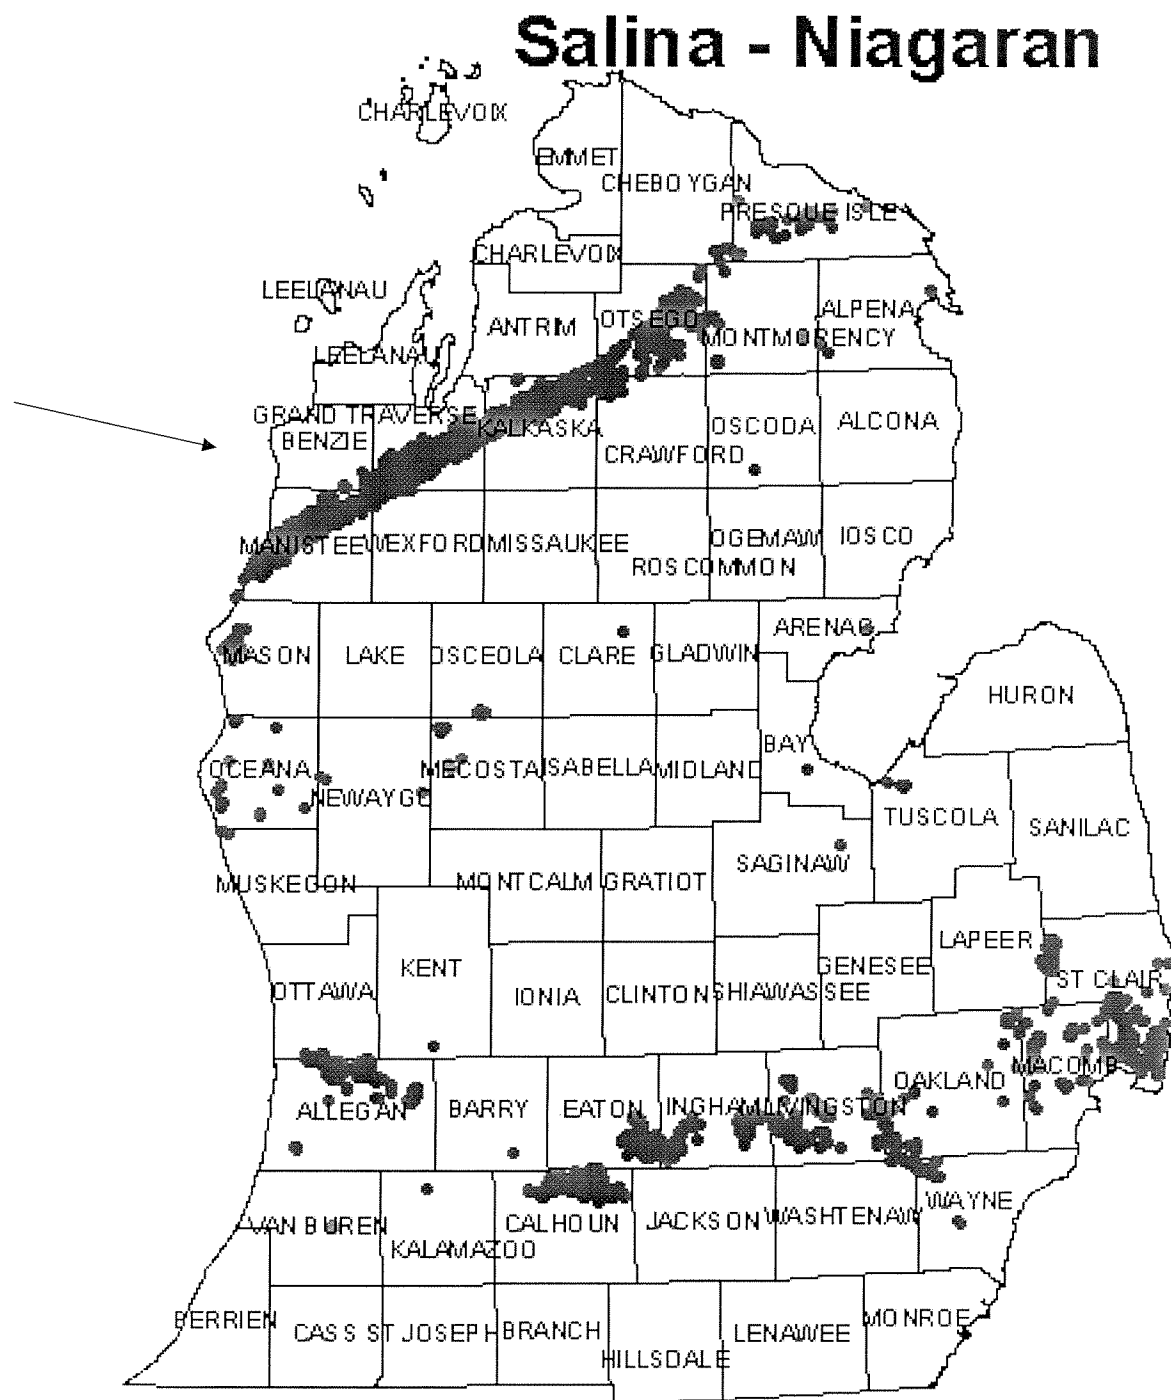 Salina - Niagaran
CHARLEVOIX
EMMET
CHEBOYGAN
PRESQUE ISLE
CHARLEVOIX
LEELANAU
ANTRIM
OTSEGO
MONTMORENCY
ALPENA
LEELANAU
GRAND TRAVERSE
BENZIE
KALKASKA
CRAWFORD
OSCODA
ALCONA
MANISTEE
WEXFORD
MISSAUKEE
ROSCOMMON
OGEMAW
IOSCO
MASON
LAKE
OSCEOLA
CLARE
GLADWIN
ARENAC
HURON
OCEANA
NEWAYGO
MECOSTA
ISABELLA
MIDLAND
BAY
TUSCOLA
SANILAC
MUSKEGON
MONTCALM
GRATIOT
SAGINAW
LAPEER
ST CLAIR
OTTAWA
KENT
IONIA
CLINTON
SHIAWASSEE
GENESEE
MACOMB
OAKLAND
ALLEGAN
BARRY
EATON
INGHAM
LIVINGSTON
VAN BUREN
KALAMAZOO
CALHOUN
JACKSON
WASHTENAW
WAYNE
BERRIEN
CASS
ST JOSEPH
BRANCH
HILLSDALE
LENAWEE
MONROE